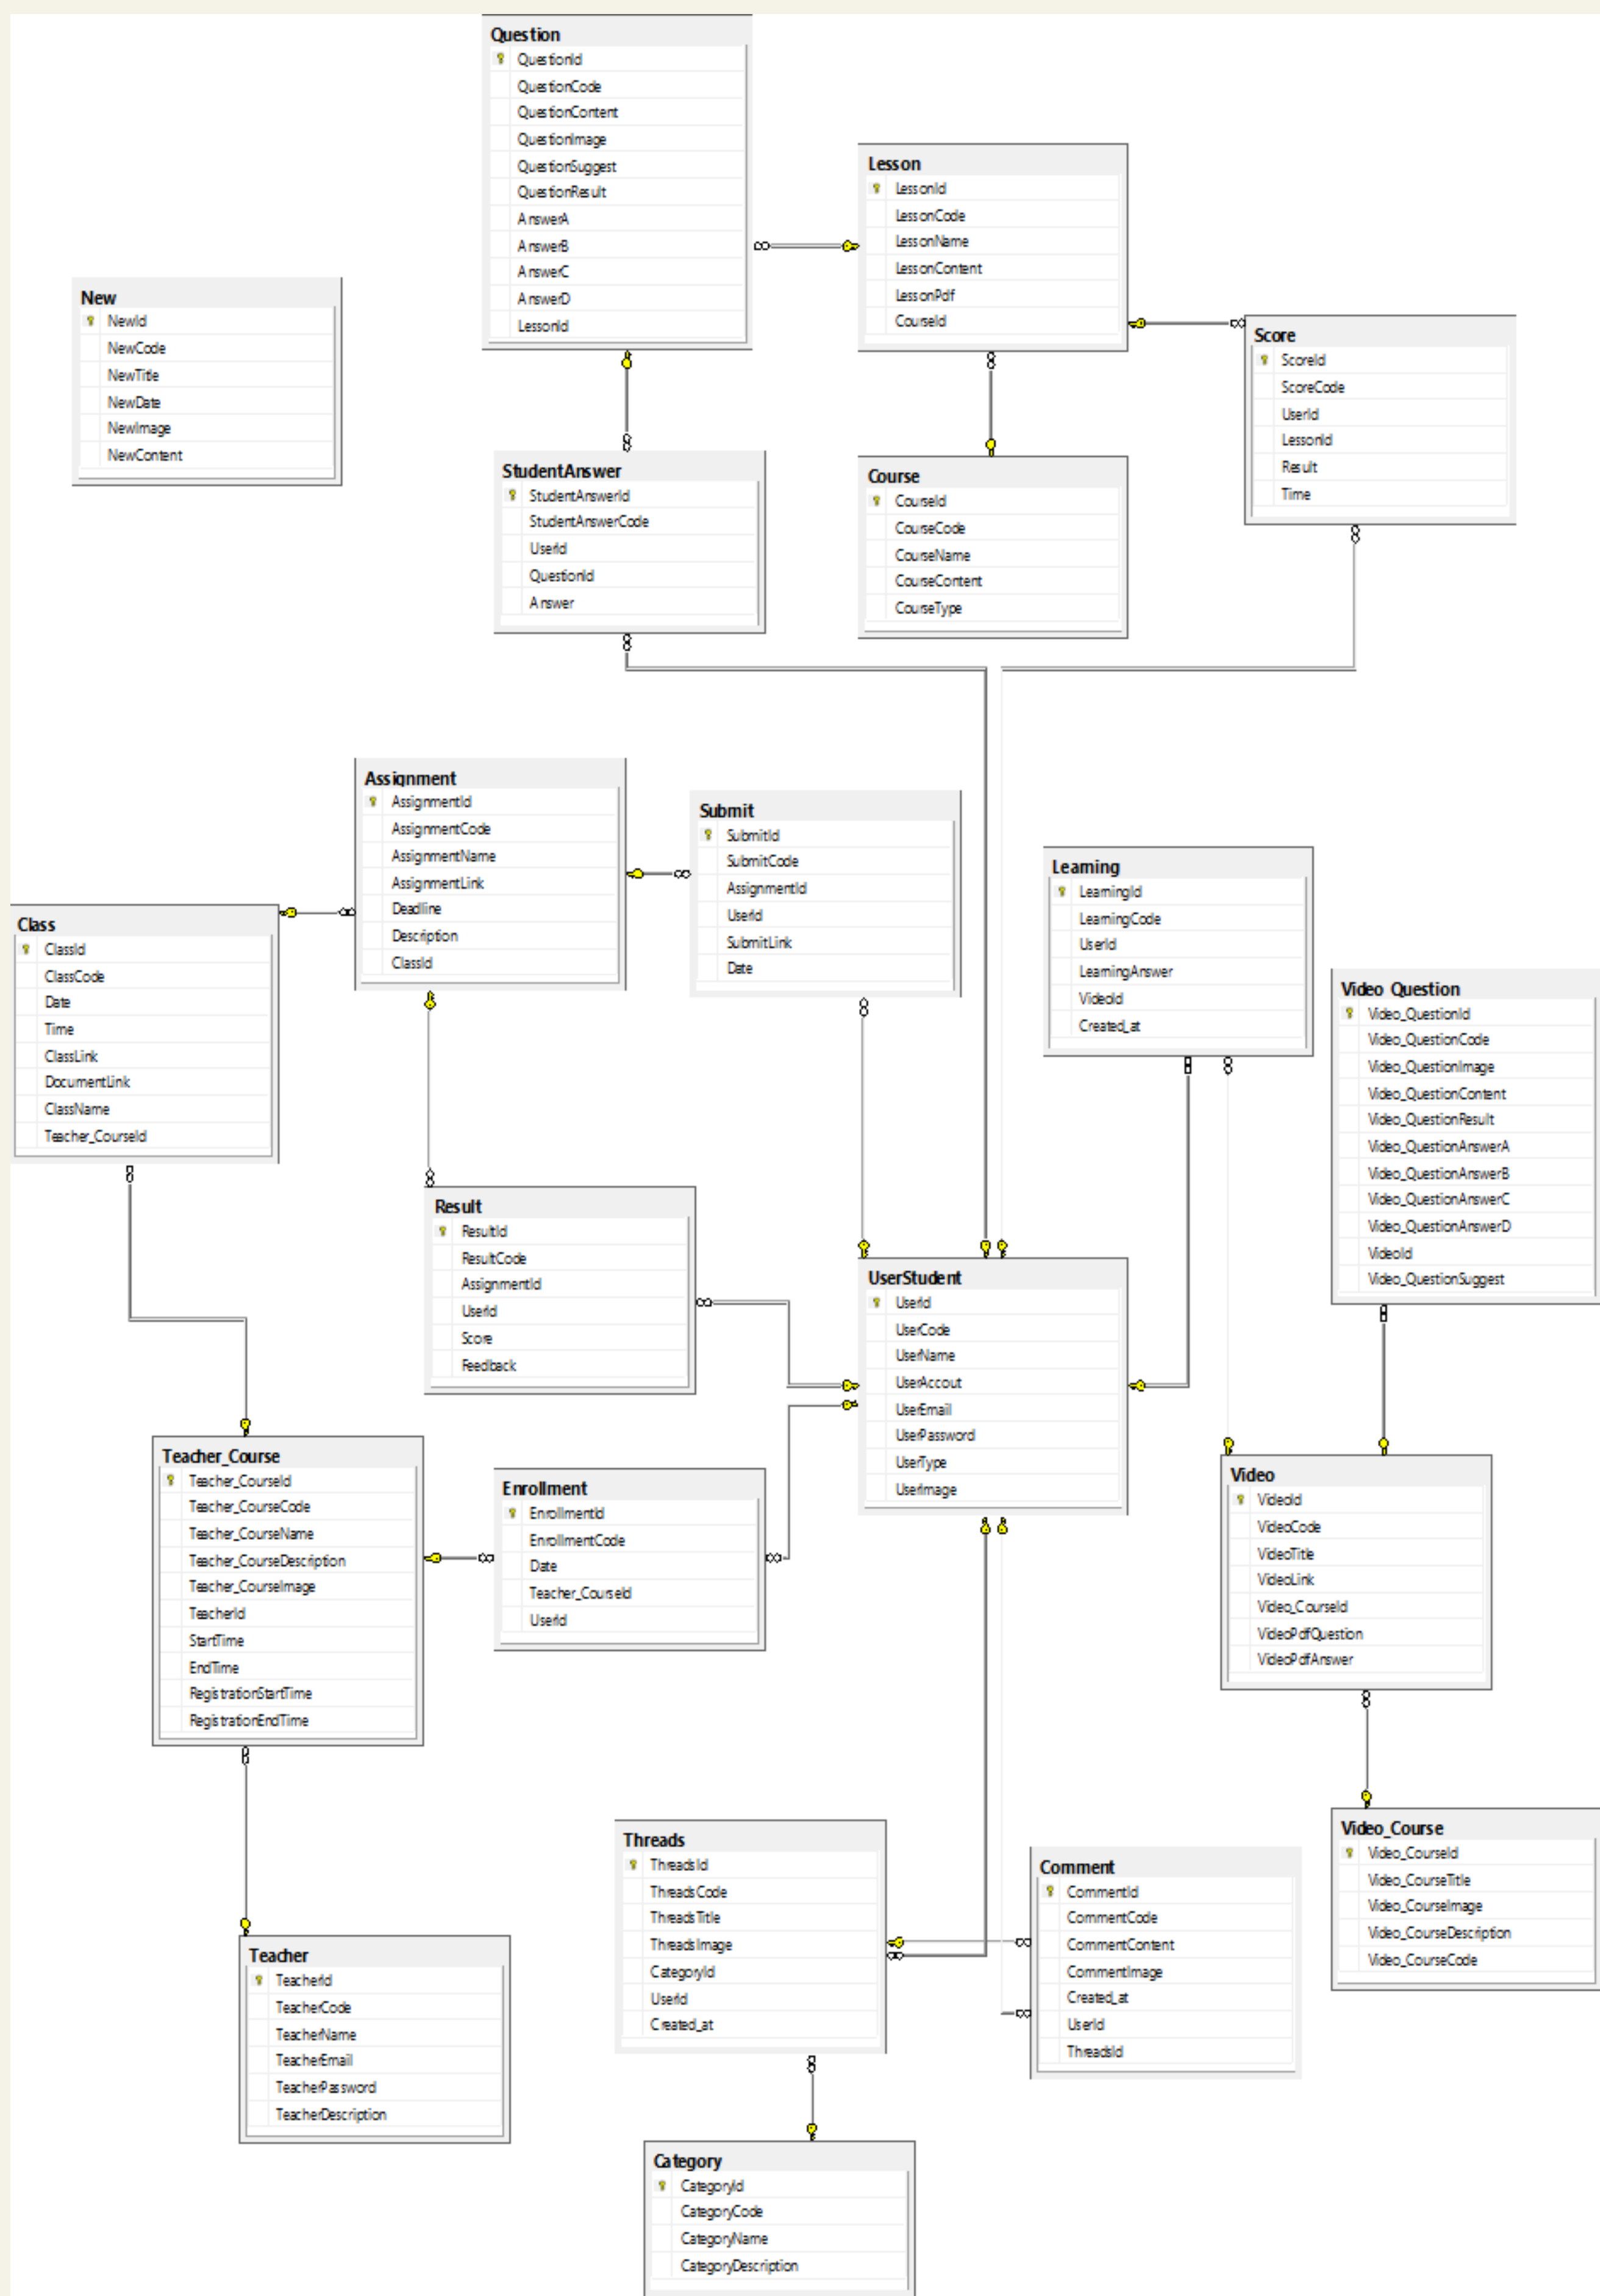 Question
QuestionId
QuestionCode
QuestionContent
QuestionImage
QuestionSuggest
QuestionResult
AnswerA
AnswerB
AnswerC
AnswerD
LessonId
Lesson
LessonId
LessonCode
LessonName
LessonContent
LessonPdf
CourseId
New
NewId
NewCode
NewTitle
NewDate
NewImage
NewContent
Score
ScoreId
ScoreCode
UserId
LessonId
Result
Time
StudentAnswer
StudentAnswerId
StudentAnswerCode
UserId
QuestionId
Answer
Course
CourseId
CourseCode
CourseName
CourseContent
CourseType
Assignment
AssignmentId
AssignmentCode
AssignmentName
AssignmentLink
Deadline
Description
ClassId
Submit
SubmitId
SubmitCode
AssignmentId
UserId
SubmitLink
Date
Learning
LearningId
LearningCode
UserId
LearningAnswer
VideoId
Created_at
Class
ClassId
ClassCode
Date
Time
ClassLink
DocumentLink
ClassName
Teacher_CourseId
Video_Question
Video_QuestionId
Video_QuestionCode
Video_QuestionImage
Video_QuestionContent
Video_QuestionResult
Video_QuestionAnswerA
Video_QuestionAnswerB
Video_QuestionAnswerC
Video_QuestionAnswerD
VideoId
Video_QuestionSuggest
Result
ResultId
ResultCode
AssignmentId
UserId
Score
Feedback
UserStudent
UserId
UserCode
UserName
UserAccout
UserEmail
UserPassword
UserType
UserImage
Teacher_Course
Teacher_CourseId
Teacher_CourseCode
Teacher_CourseName
Teacher_CourseDescription
Teacher_CourseImage
TeacherId
StartTime
EndTime
RegistrationStartTime
RegistrationEndTime
Enrollment
EnrollmentId
EnrollmentCode
Date
Teacher_CourseId
UserId
Video
VideoId
VideoCode
VideoTitle
VideoLink
Video_CourseId
VideoPdfQuestion
VideoPdfAnswer
Threads
ThreadsId
ThreadsCode
ThreadsTitle
ThreadsImage
CategoryId
UserId
Created_at
Comment
CommentId
CommentCode
CommentContent
CommentImage
Created_at
UserId
ThreadsId
Video_Course
Video_CourseId
Video_CourseTitle
Video_CourseImage
Video_CourseDescription
Video_CourseCode
Teacher
TeacherId
TeacherCode
TeacherName
TeacherEmail
TeacherPassword
TeacherDescription
Category
CategoryId
CategoryCode
CategoryName
CategoryDescription